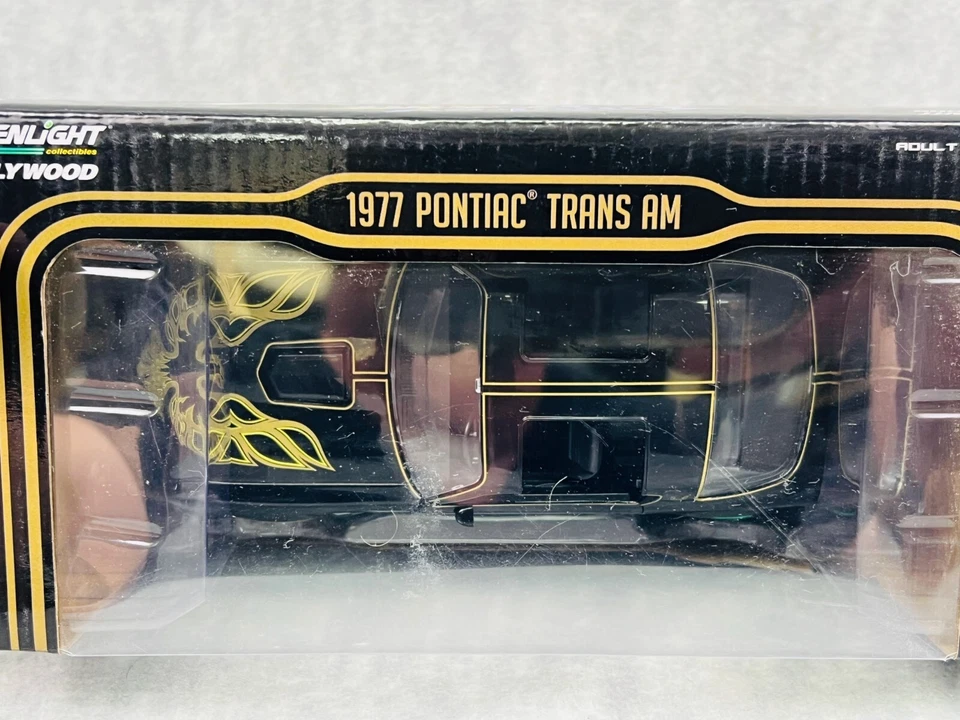 ENLiGHT
collectibles
LYWOOD
ADULT
1977 PONTIAC® TRANS AM